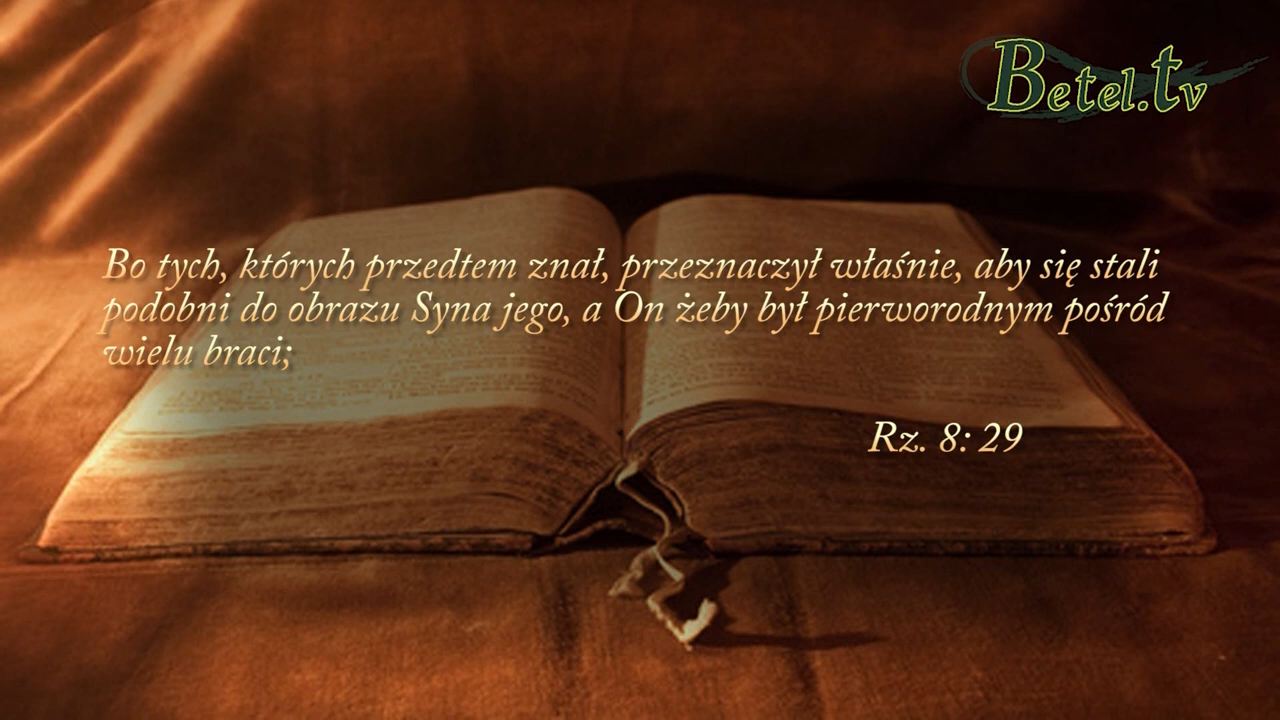 Betel.tv
Bo tych, których przedtem znał, przeznaczył właśnie, aby się stali
podobni do obrazu Syna jego, a On żeby był pierworodnym pośród
wielu braci;
Rz. 8: 29